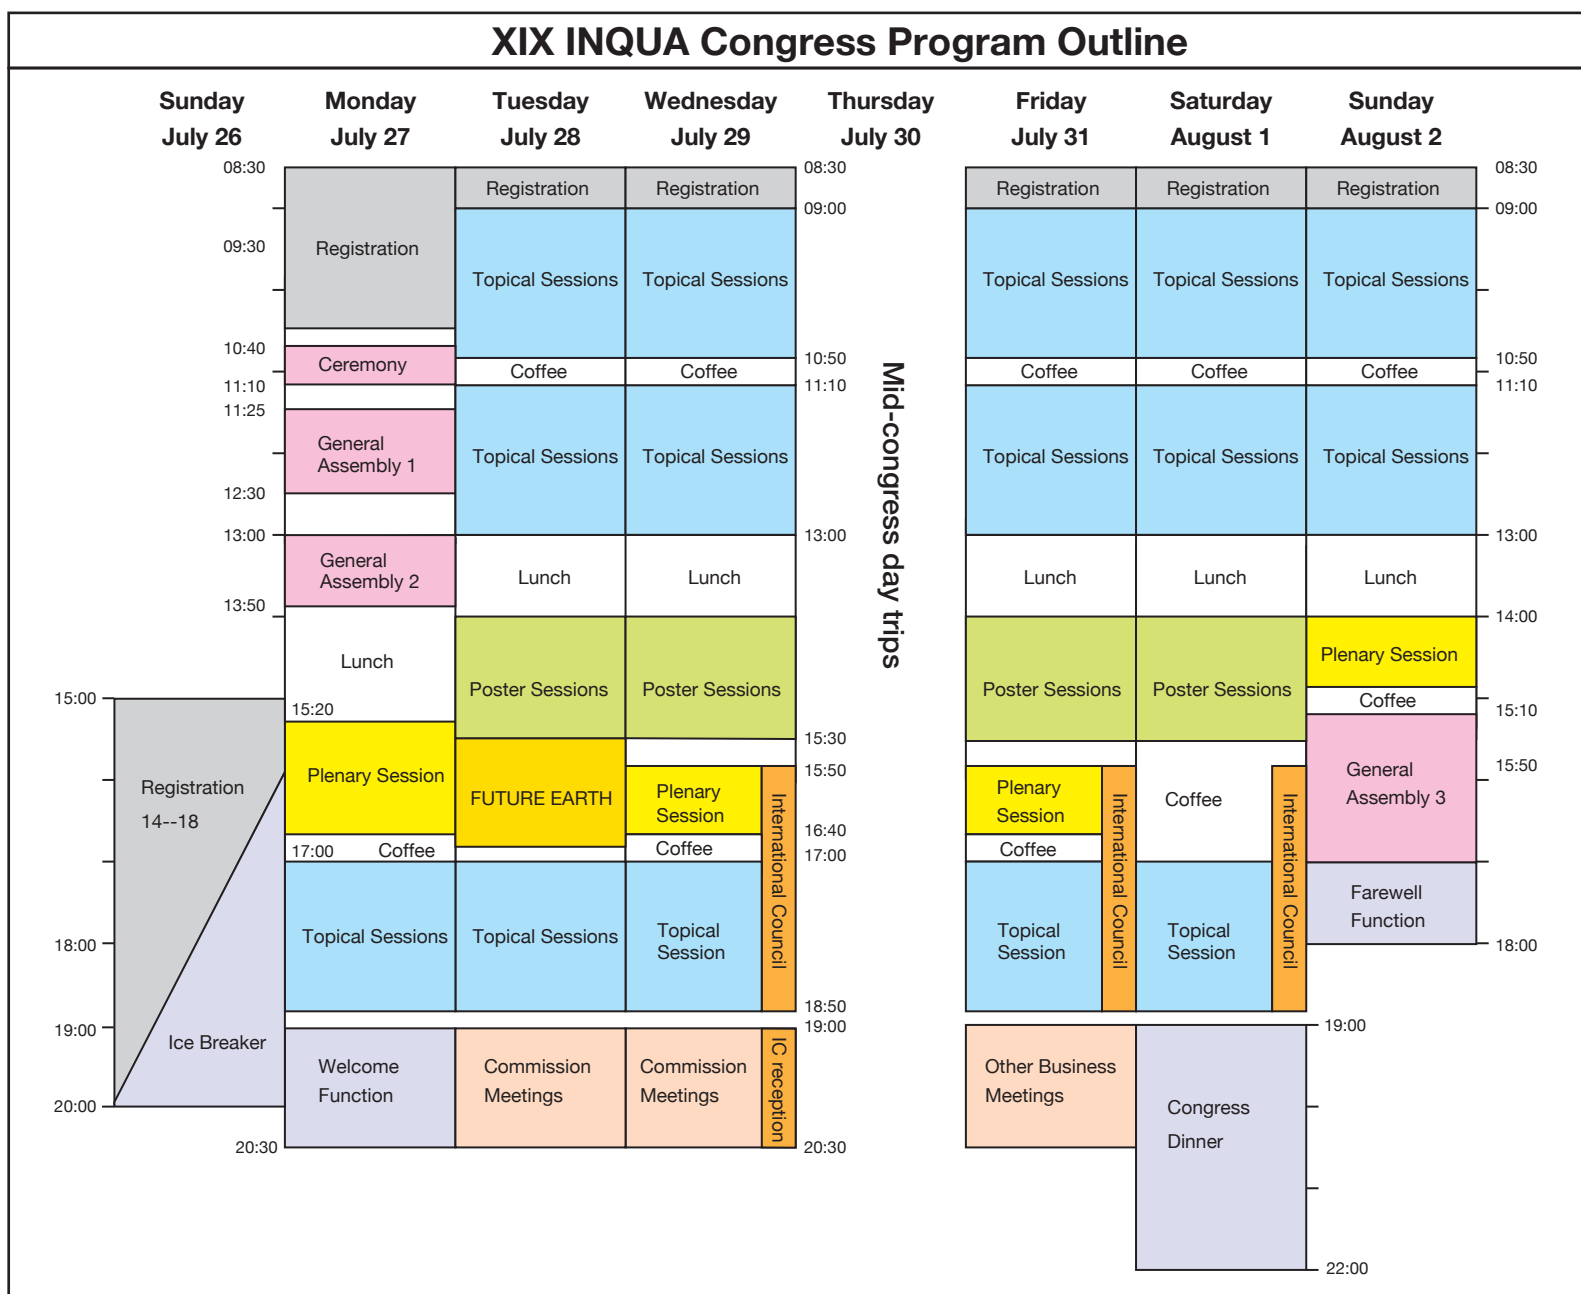 XIX INQUA Congress Program Outline
Sunday Monday Tuesday Wednesday Thursday Friday Saturday Sunday
July 26 July 27 July 28 July 29 July 30 July 31 August 1 August 2
08:30 08:30 08:30
Registration Registration Registration Registration Registration
09:00 09:00
09:30 Registration
Topical Sessions Topical Sessions Topical Sessions Topical Sessions Topical Sessions
10:40
10:50 10:50
Ceremony Coffee Coffee Coffee Coffee Coffee
11:10 11:10 11:10
11:25
General
Assembly 1
Topical Sessions Topical Sessions Topical Sessions Topical Sessions Topical Sessions
12:30
Mid-congress day trips
13:00 13:00 13:00
General
Assembly 2
Lunch Lunch Lunch Lunch Lunch
13:50
14:00
Lunch
Plenary Session
Poster Sessions Poster Sessions Poster Sessions Poster Sessions
Coffee
15:00
15:20
15:10
15:30
15:50 15:50
Registration
14--18
Plenary Session
FUTURE EARTH
Plenary
Session
International Council
Plenary
Session
International Council
Coffee
International Council
General
Assembly 3
16:40
17:00 Coffee Coffee 17:00 Coffee
Topical Sessions Topical Sessions
Topical
Session
Topical
Session
Topical
Session
Farewell
Function
18:00 18:00
18:50
19:00 19:00 19:00
Ice Breaker
Welcome
Function
Commission
Meetings
Commission
Meetings
IC reception
Other Business
Meetings
Congress
Dinner
20:00
20:30 20:30
22:00